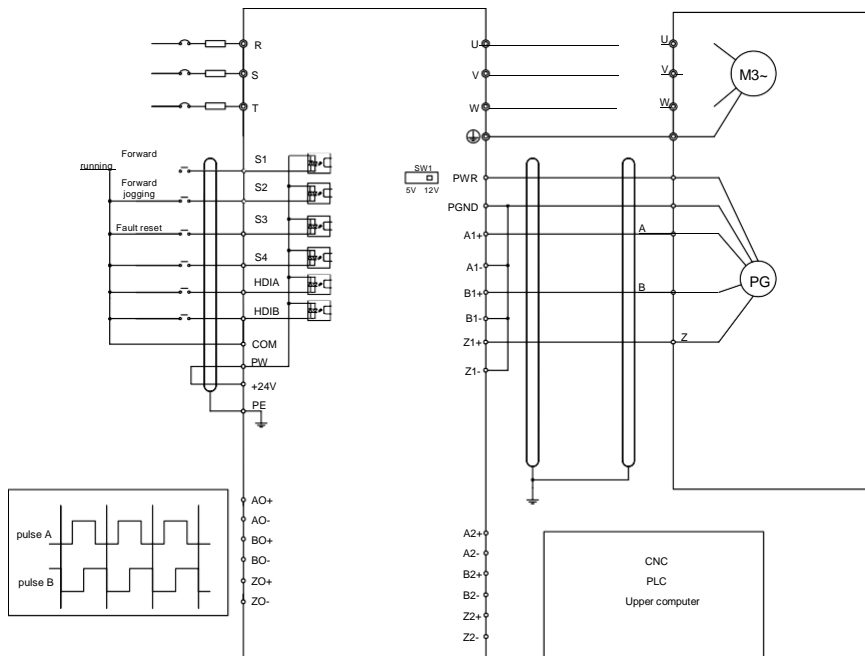 R
S
T
U
V
W
U
V
W
M3~
Forward
running
Forward
jogging
Fault reset
S1
S2
S3
S4
HDIA
HDIB
COM
PW
+24V
PE
SW1
5V 12V
PWR
PGND
A1+
A1-
B1+
B1-
Z1+
Z1-
A
B
Z
PG
pulse A
pulse B
AO+
AO-
BO+
BO-
ZO+
ZO-
A2+
A2-
B2+
B2-
Z2+
Z2-
CNC
PLC
Upper computer